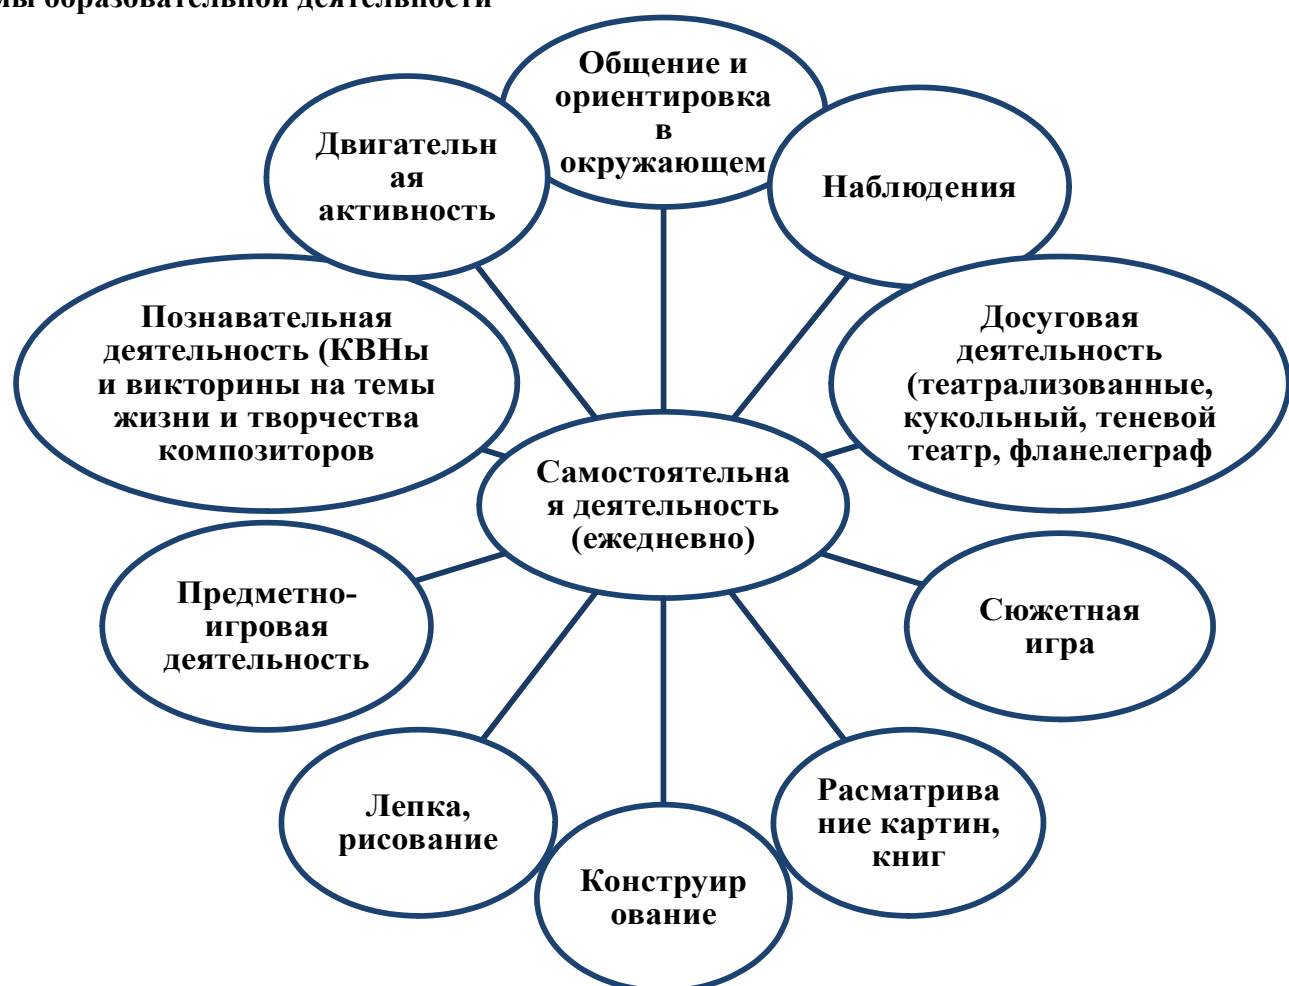 образовательной деятельности
Общение и
ориентировка
в
окружающем
Наблюдения
Досуговая
деятельность
(театрализованные,
кукольный, теневой
театр, фланелеграф
Сюжетная
игра
Расматрива
ние картин,
книг
Конструир
ование
Лепка,
рисование
Предметно-
игровая
деятельность
Познавательная
деятельность (КВНы
и викторины на темы
жизни и творчества
композиторов
Двигательн
ая
активность
Самостоятельна
я деятельность
(ежедневно)